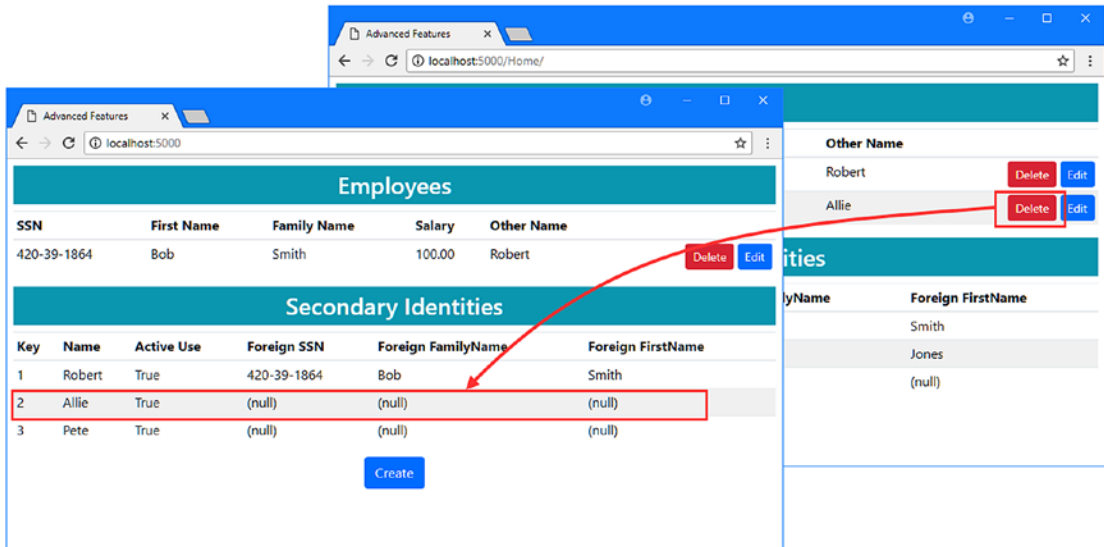 Advanced Features
localhost:5000/Home/
Other Name
Robert Delete Edit
Allie Delete Edit
ities
lyName Foreign FirstName
Smith
Jones
(null)
Advanced Features
localhost:5000
Employees
SSN First Name Family Name Salary Other Name
420-39-1864 Bob Smith 100.00 Robert Delete Edit
Secondary Identities
Key Name Active Use Foreign SSN Foreign FamilyName Foreign FirstName
1 Robert True 420-39-1864 Bob Smith
2 Allie True (null) (null) (null)
3 Pete True (null) (null) (null)
Create